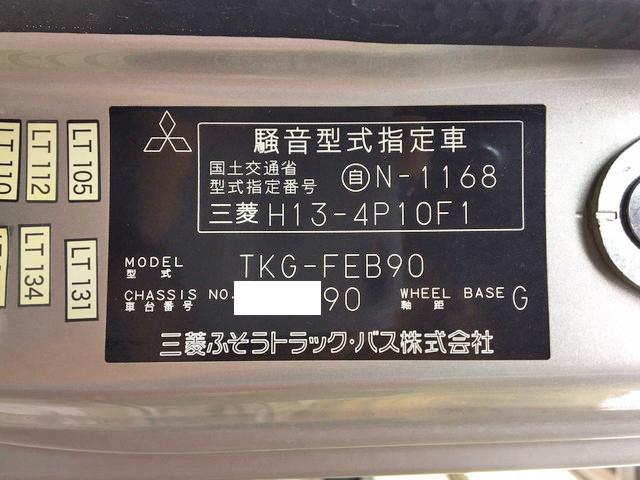 騒音型式指定車
国土交通省
型式指定番号 自N-1168
三菱 H13-4P10F1
MODEL TKG-FEB90
型式
CHASSIS NO. 90 WHEEL BASE G
車台番号 軸距
三菱ふそうトラック・バス株式会社
LT 110
LT 112
LT 105
LT 134
LT 131